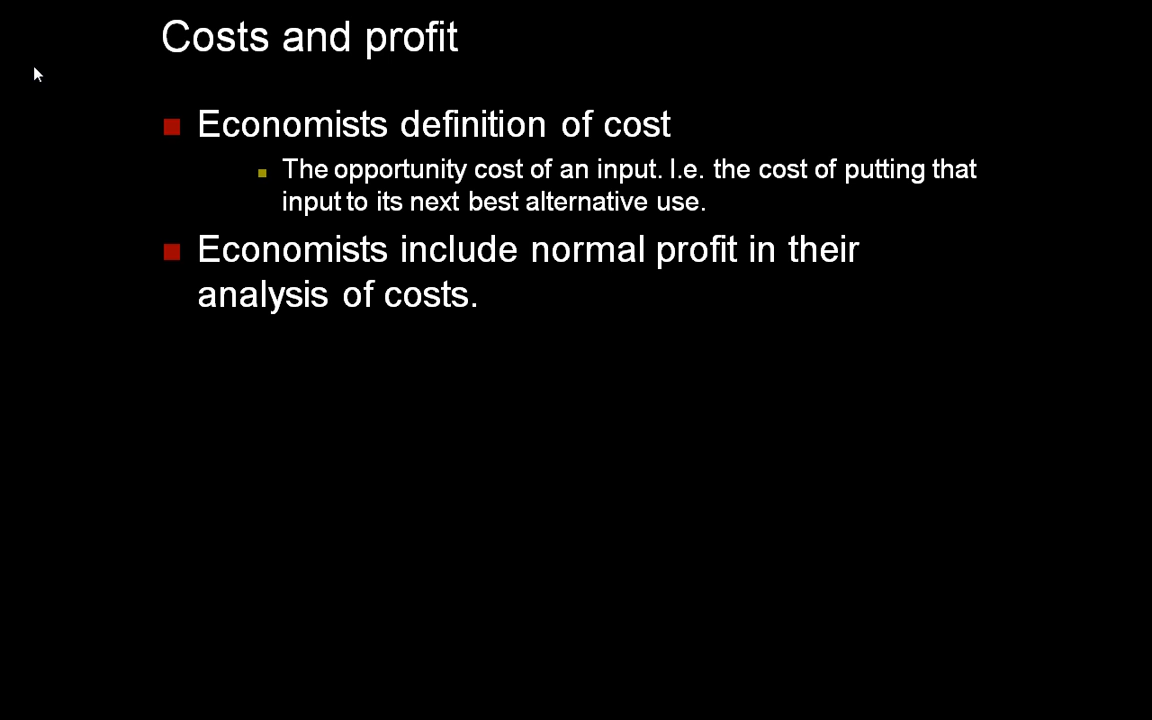 Costs and profit
Economists definition of cost
The opportunity cost of an input. I.e. the cost of putting that
input to its next best alternative use.
Economists include normal profit in their
analysis of costs.